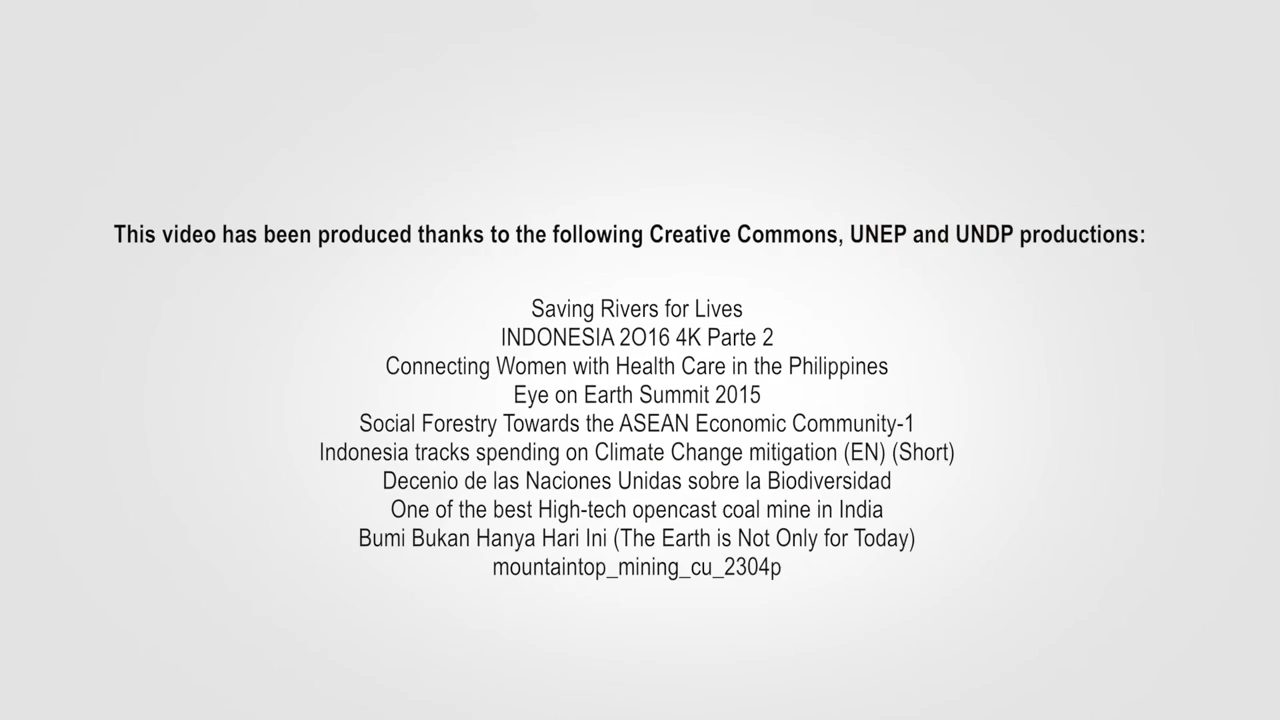 This video has been produced thanks to the following Creative Commons, UNEP and UNDP productions:
Saving Rivers for Lives
INDONESIA 2O16 4K Parte 2
Connecting Women with Health Care in the Philippines
Eye on Earth Summit 2015
Social Forestry Towards the ASEAN Economic Community-1
Indonesia tracks spending on Climate Change mitigation (EN) (Short)
Decenio de las Naciones Unidas sobre la Biodiversidad
One of the best High-tech opencast coal mine in India
Bumi Bukan Hanya Hari Ini (The Earth is Not Only for Today)
mountaintop_mining_cu_2304p